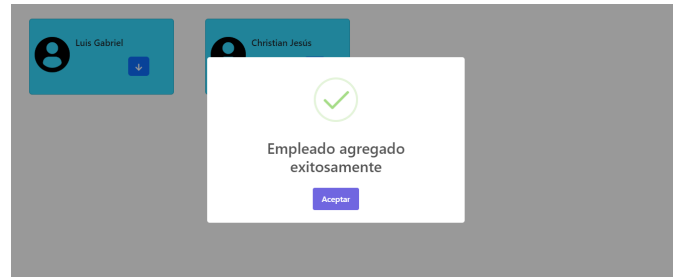 Luis Gabriel
Christian Jesús
Empleado agregado
exitosamente
Aceptar